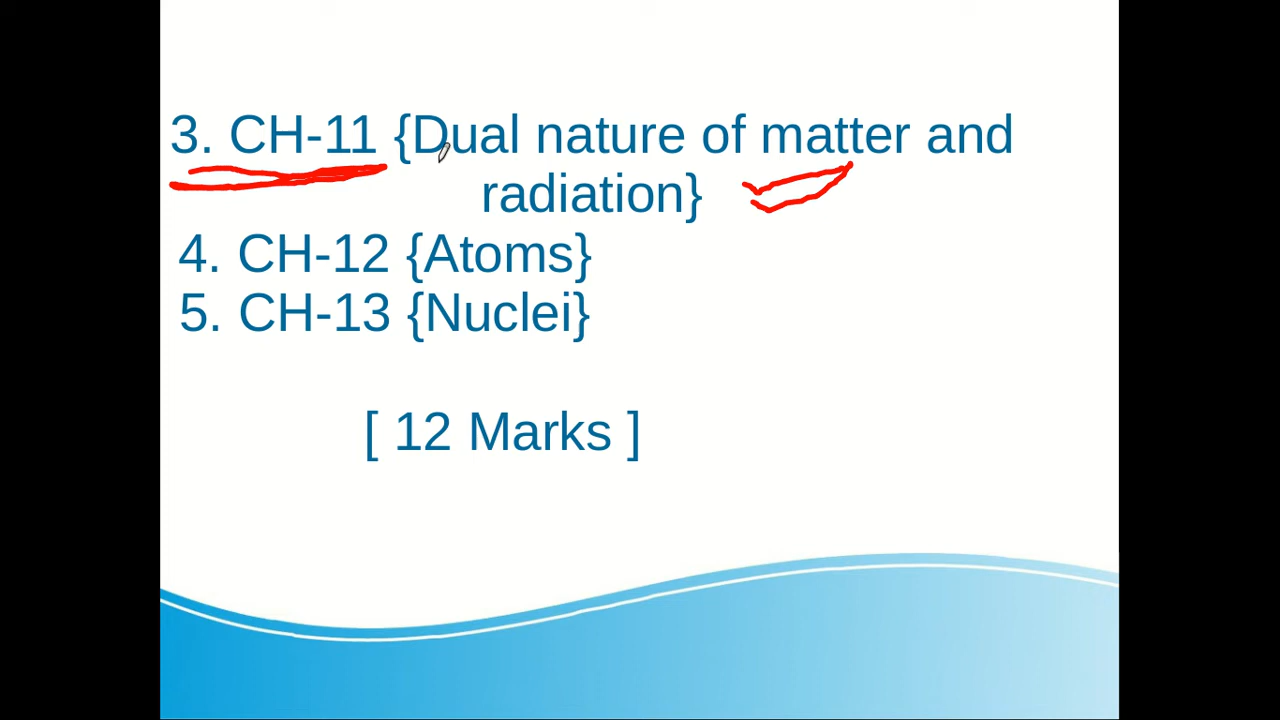 3. CH-11 {Dual nature of matter and
radiation}
4. CH-12 {Atoms}
5. CH-13 {Nuclei}
[ 12 Marks ]